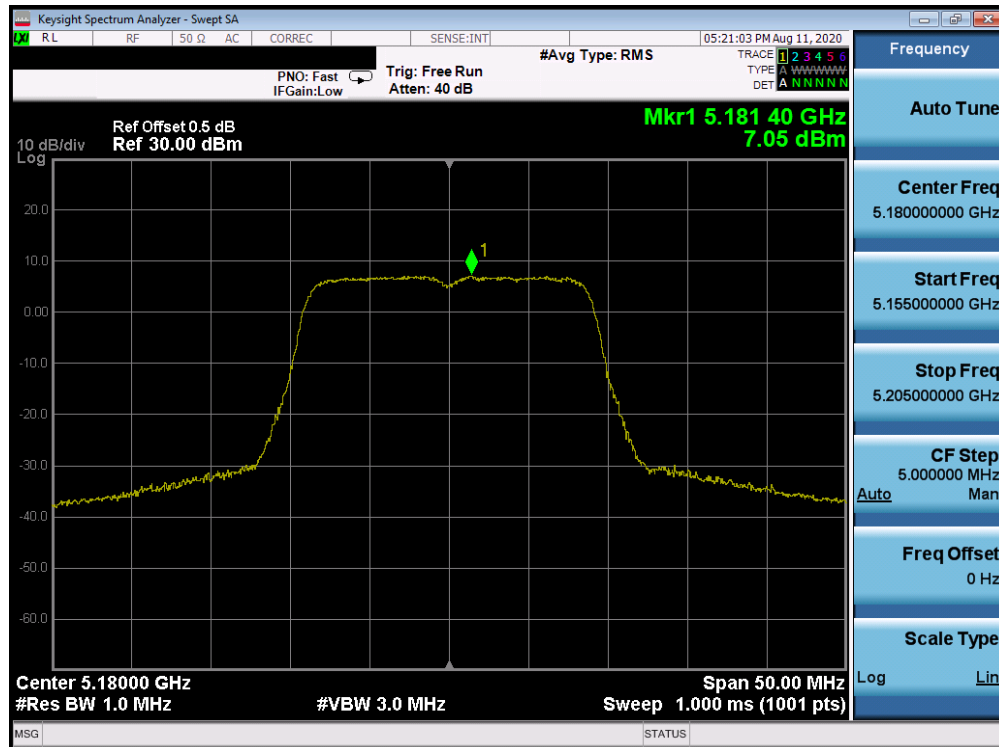 Keysight Spectrum Analyzer - Swept SA
LXI RL RF 50 Ω AC CORREC SENSE:INT 05:21:03 PM Aug 11, 2020
#Avg Type: RMS
TRACE 1 2 3 4 5 6
TYPE A WWWWW
DET A N N N N N
PNO: Fast
IFGain:Low
Trig: Free Run
Atten: 40 dB
Mkr1 5.181 40 GHz
7.05 dBm
Ref Offset 0.5 dB
10 dB/div Ref 30.00 dBm
Log
1
20.0
10.0
0.00
-10.0
-20.0
-30.0
-40.0
-50.0
-60.0
Center 5.18000 GHz Span 50.00 MHz
#Res BW 1.0 MHz #VBW 3.0 MHz Sweep 1.000 ms (1001 pts)
MSG STATUS
Frequency
Auto Tune
Center Freq
5.180000000 GHz
Start Freq
5.155000000 GHz
Stop Freq
5.205000000 GHz
CF Step
5.000000 MHz
Auto Man
Freq Offset
0 Hz
Scale Type
Log Lin